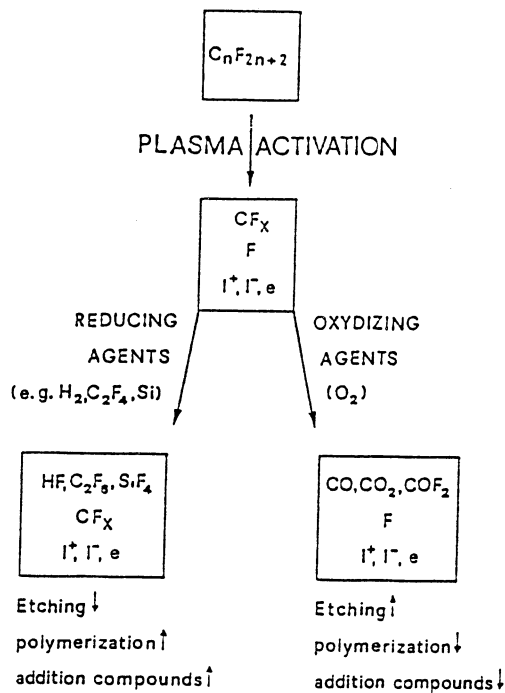 CnF2n+2
PLASMA ACTIVATION
CFX
F
I+, I-, e
REDUCING
AGENTS
(e.g. H2,C2F4,Si)
OXYDIZING
AGENTS
(O2)
HF,C2F6,SiF4
CFX
I+, I-, e
Etching↓
polymerization↑
addition compounds↑
CO,CO2,COF2
F
I+, I-, e
Etching↑
polymerization↓
addition compounds↓